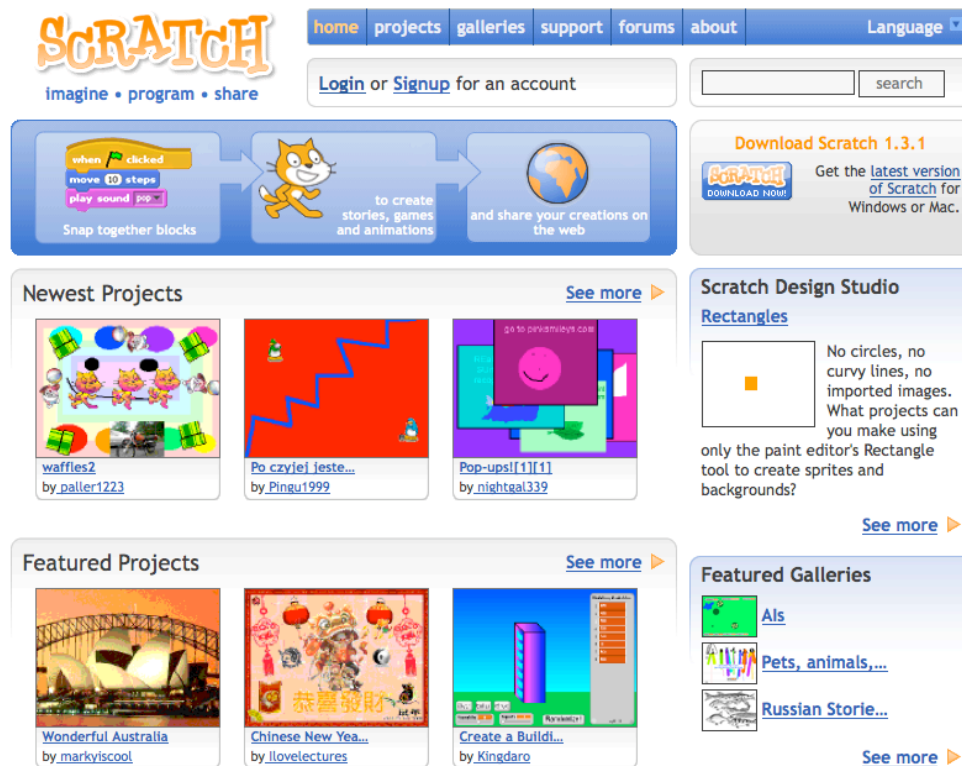 SCRATCH
imagine • program • share
home projects galleries support forums about Language
Login or Signup for an account
search
when clicked
move 10 steps
play sound pop
Snap together blocks
to create
stories, games
and animations
and share your creations on
the web
Download Scratch 1.3.1
SCRATCH
DOWNLOAD NOW!
Get the latest version
of Scratch for
Windows or Mac.
Newest Projects See more
go to pinksmileys.com
waffles2
by paller1223
Po czyjej jeste...
by Pingu1999
Pop-ups![1][1]
by nightgal339
Scratch Design Studio
Rectangles
No circles, no
curvy lines, no
imported images.
What projects can
you make using
only the paint editor's Rectangle
tool to create sprites and
backgrounds?
See more
Featured Projects See more
恭喜發財
Randomize!
Wonderful Australia
by markyiscool
Chinese New Yea...
by Ilovelectures
Create a Buildi...
by Kingdaro
Featured Galleries
AIs
Pets, animals,...
Russian Storie...
See more